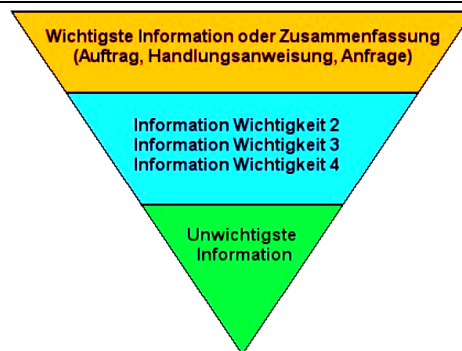 Wichtigste Information oder Zusammenfassung
(Auftrag, Handlungsanweisung, Anfrage)
Information Wichtigkeit 2
Information Wichtigkeit 3
Information Wichtigkeit 4
Unwichtigste
Information